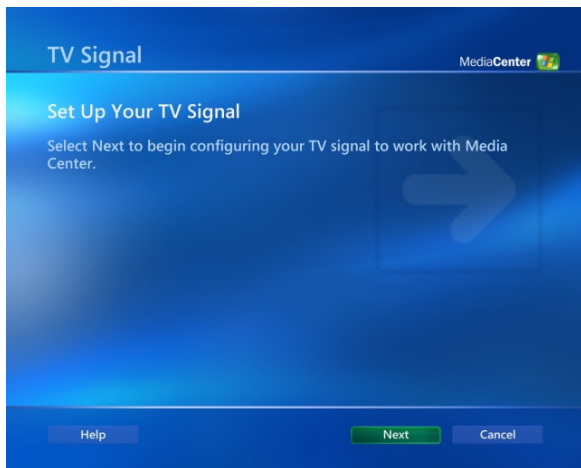 TV Signal
MediaCenter
Set Up Your TV Signal
Select Next to begin configuring your TV signal to work with Media
Center.
Help
Next
Cancel